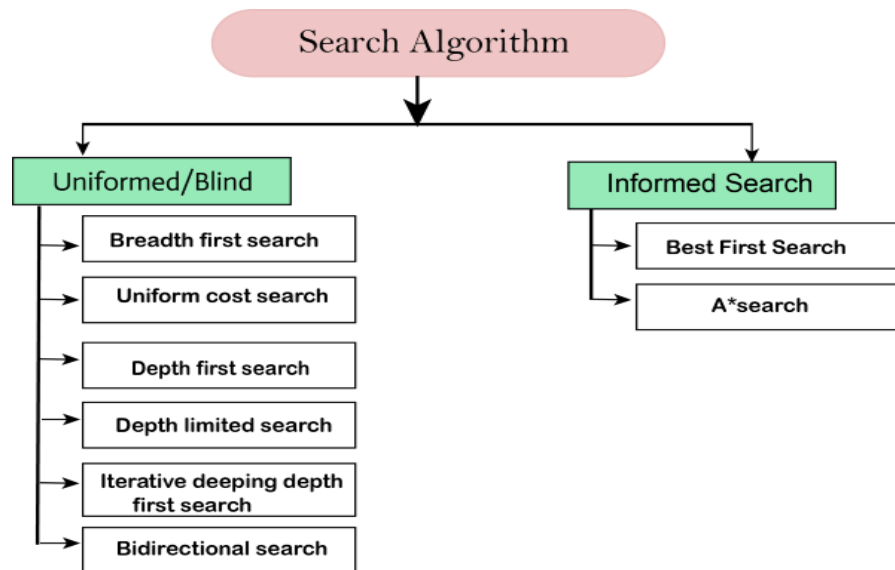 Search Algorithm
Uniformed/Blind
Breadth first search
Uniform cost search
Depth first search
Depth limited search
Iterative deeping depth
first search
Bidirectional search
Informed Search
Best First Search
A*search